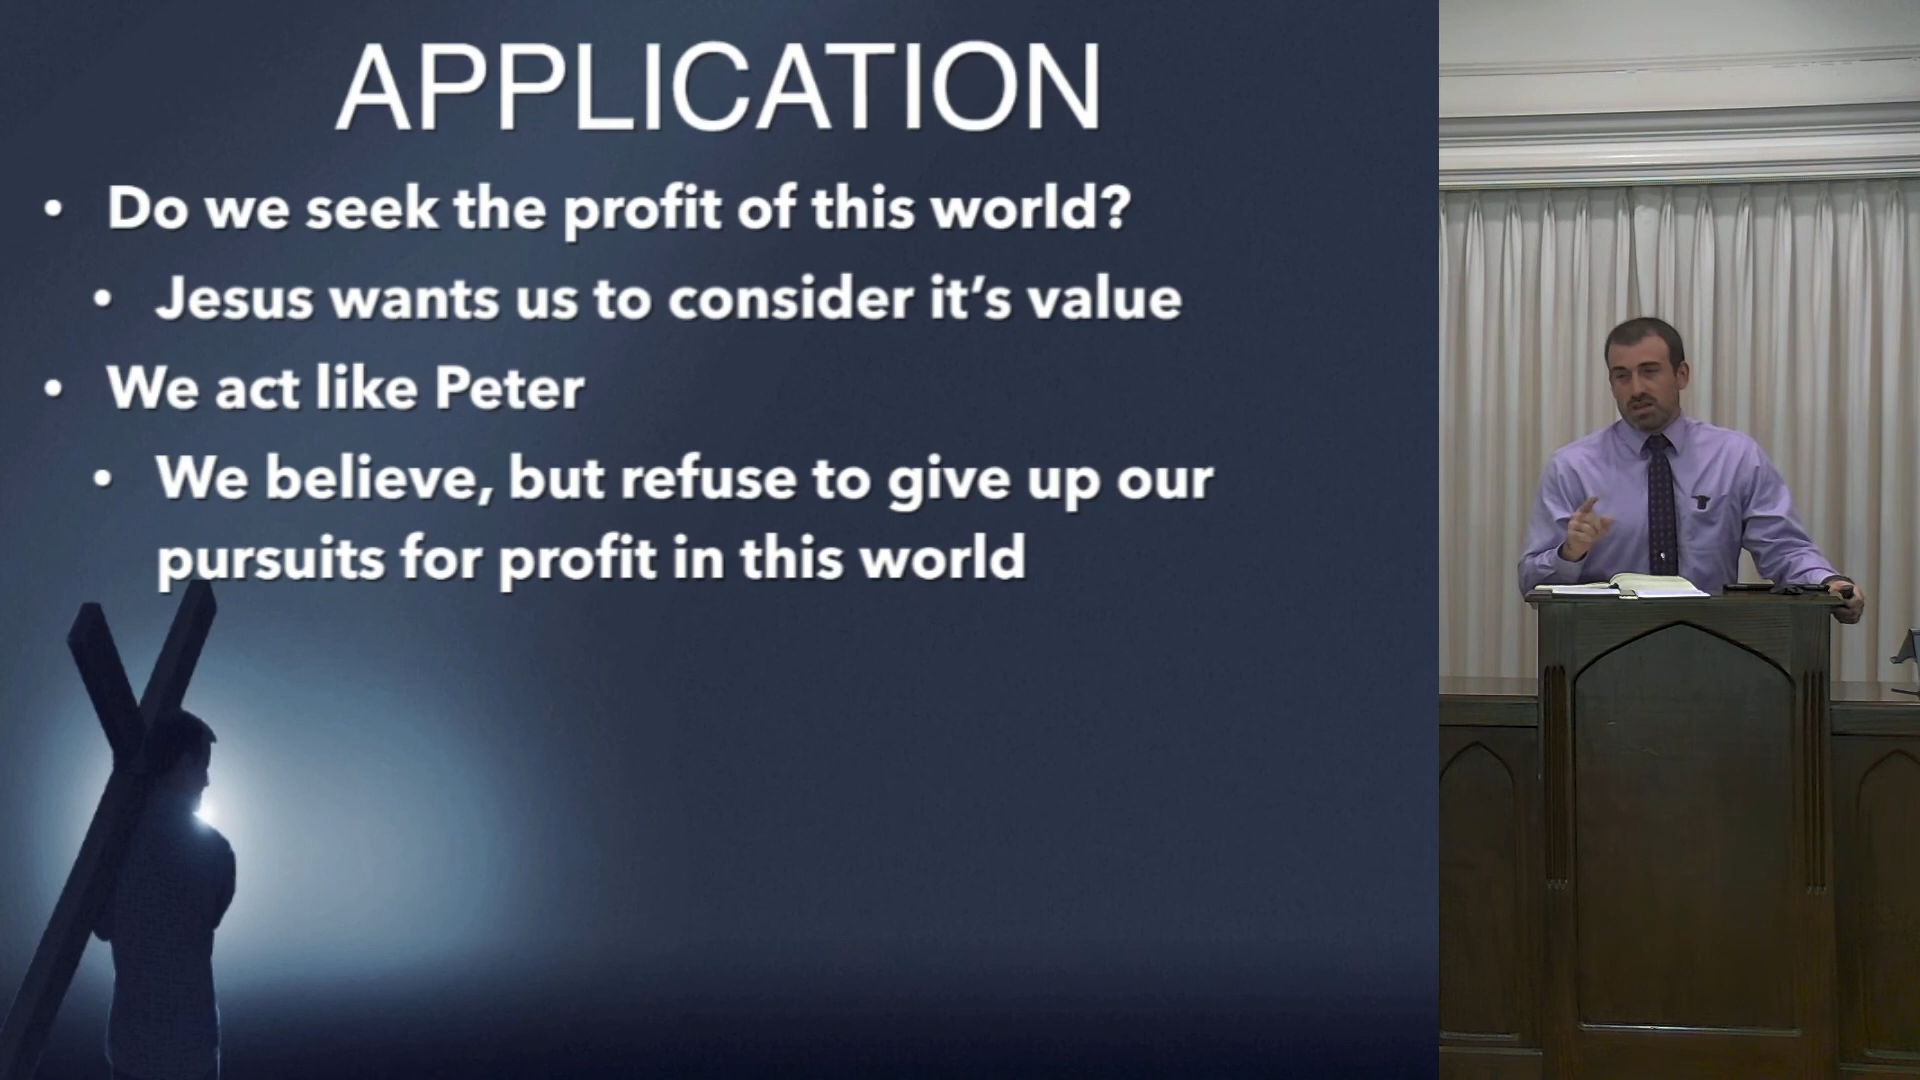 APPLICATION
• Do we seek the profit of this world?
• Jesus wants us to consider it’s value
• We act like Peter
• We believe, but refuse to give up our
pursuits for profit in this world